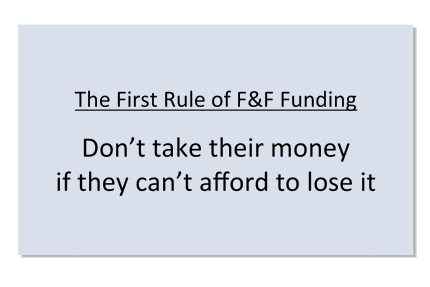 The First Rule of F&F Funding
Don’t take their money
if they can’t afford to lose it